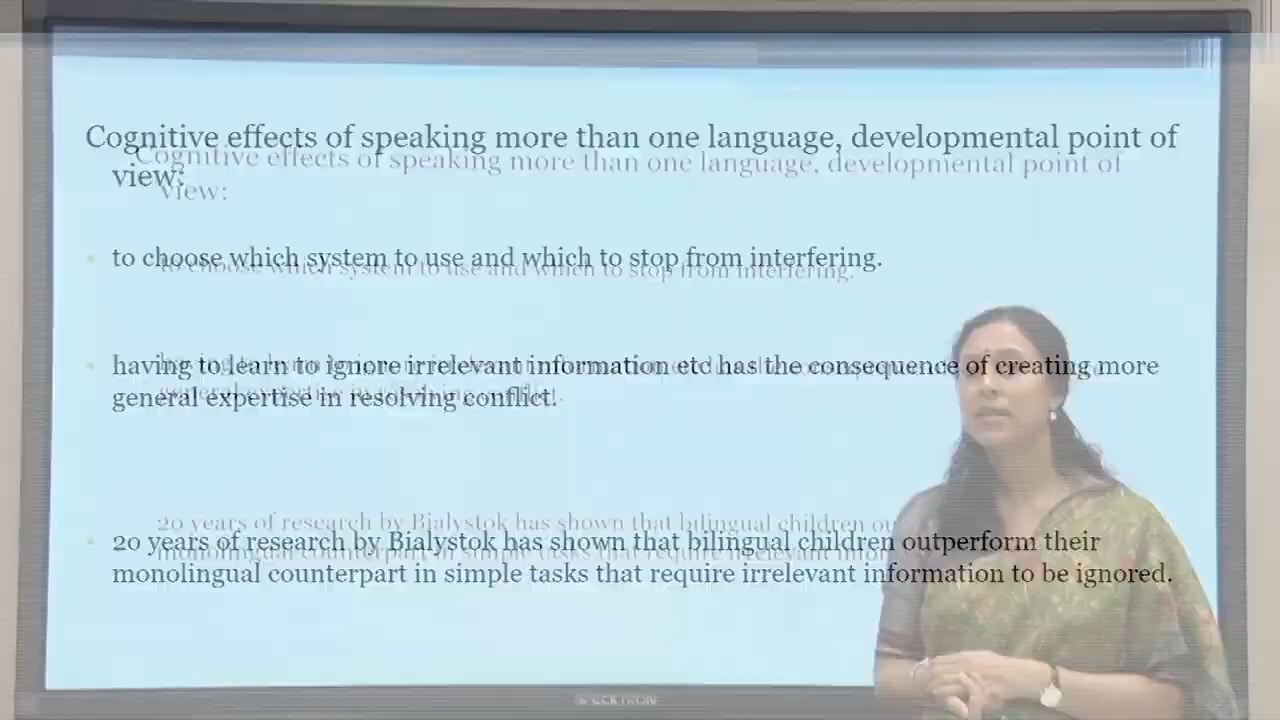 Cognitive effects of speaking more than one language, developmental point of
view:
to choose which system to use and which to stop from interfering.
having to learn to ignore irrelevant information etc has the consequence of creating more
general expertise in resolving conflict.
20 years of research by Bialystok has shown that bilingual children outperform their
monolingual counterpart in simple tasks that require irrelevant information to be ignored.